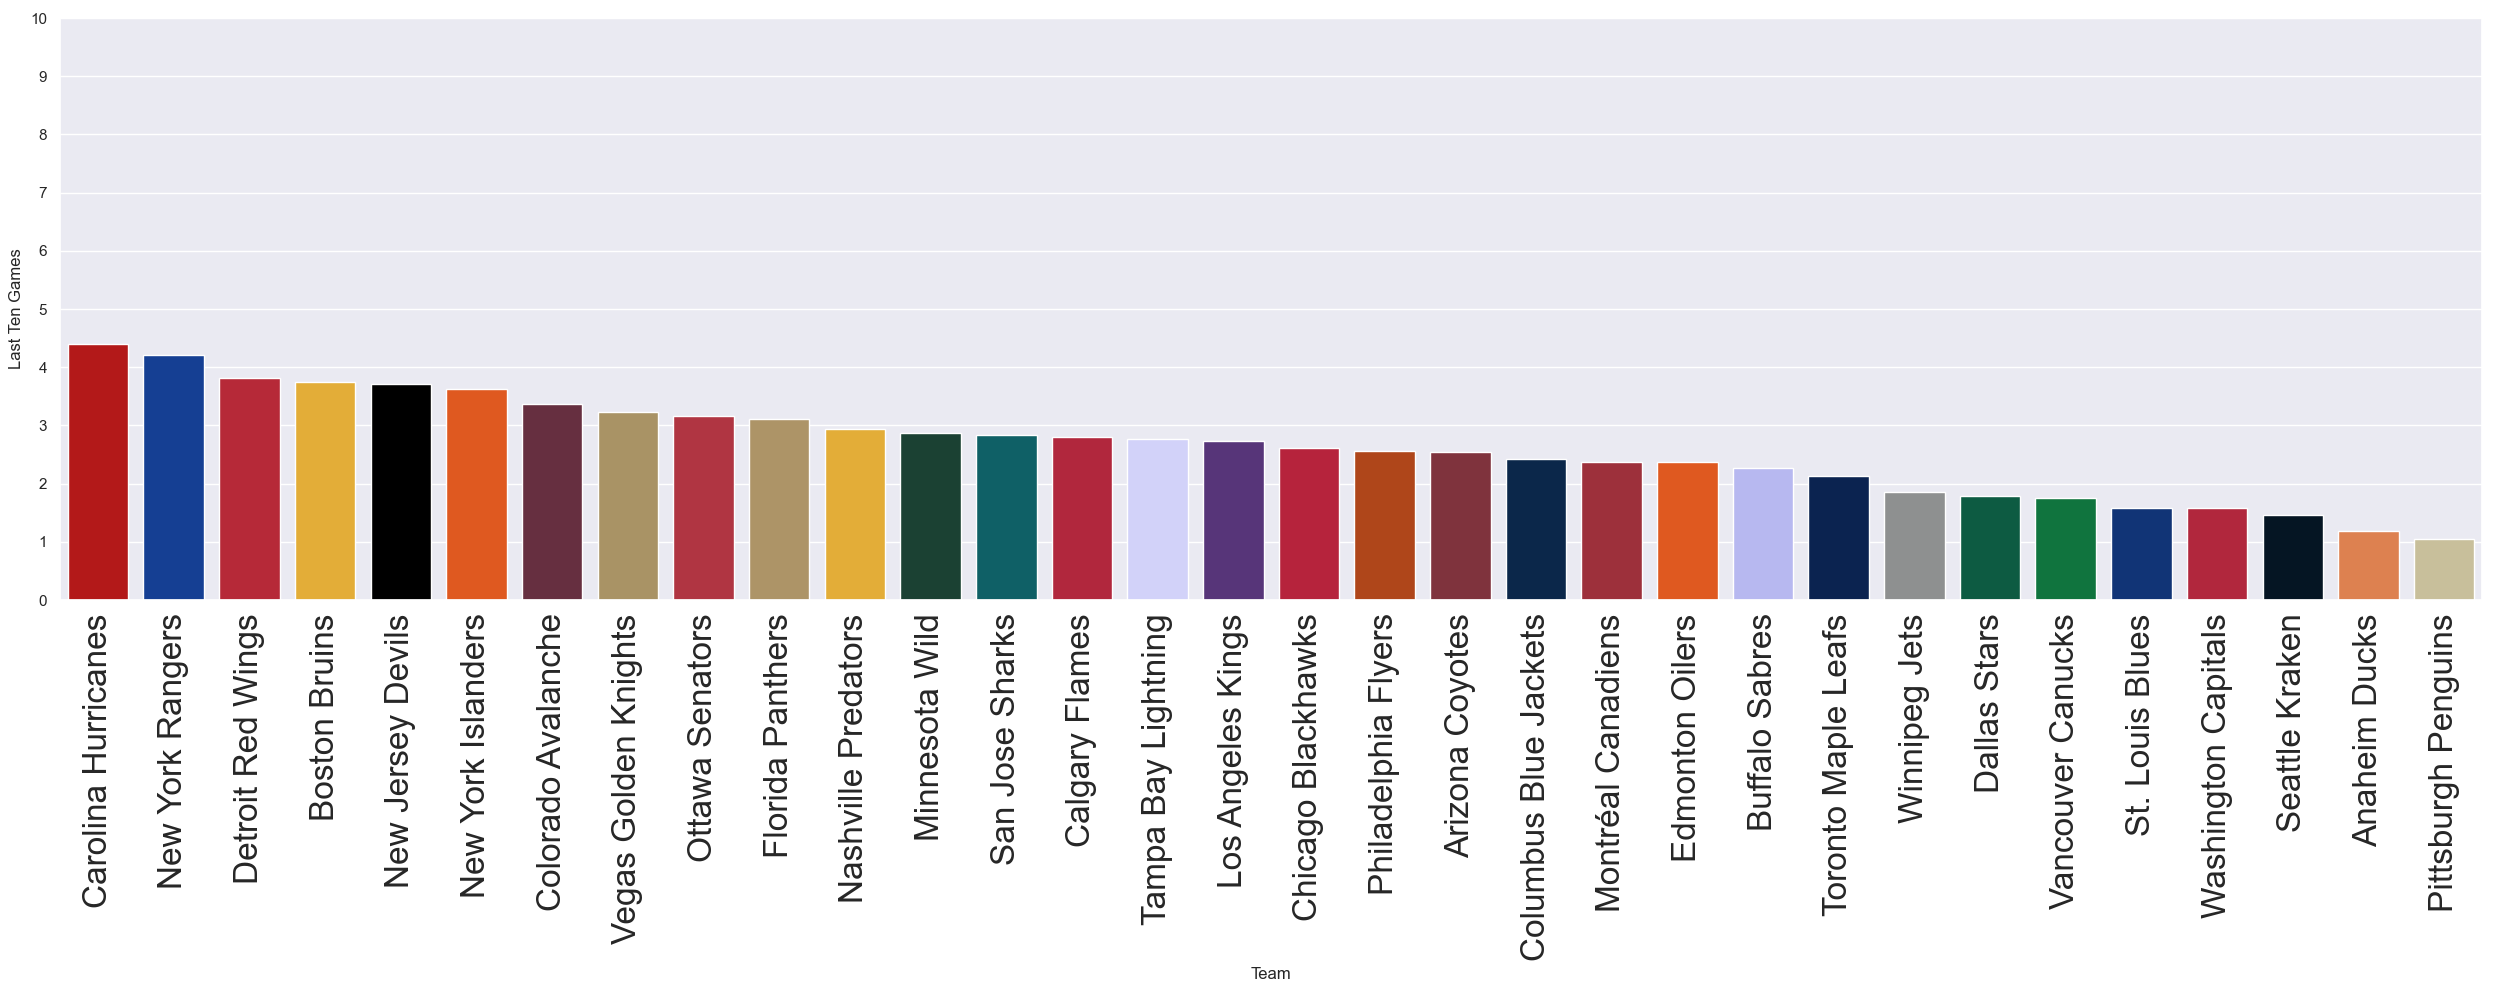 10
9
8
7
6
5
4
3
2
1
0
Last Ten Games
Carolina Hurricanes
New York Rangers
Detroit Red Wings
Boston Bruins
New Jersey Devils
New York Islanders
Colorado Avalanche
Vegas Golden Knights
Ottawa Senators
Florida Panthers
Nashville Predators
Minnesota Wild
San Jose Sharks
Calgary Flames
Tampa Bay Lightning
Los Angeles Kings
Chicago Blackhawks
Philadelphia Flyers
Arizona Coyotes
Columbus Blue Jackets
Montréal Canadiens
Edmonton Oilers
Buffalo Sabres
Toronto Maple Leafs
Winnipeg Jets
Dallas Stars
Vancouver Canucks
St. Louis Blues
Washington Capitals
Seattle Kraken
Anaheim Ducks
Pittsburgh Penguins
Team